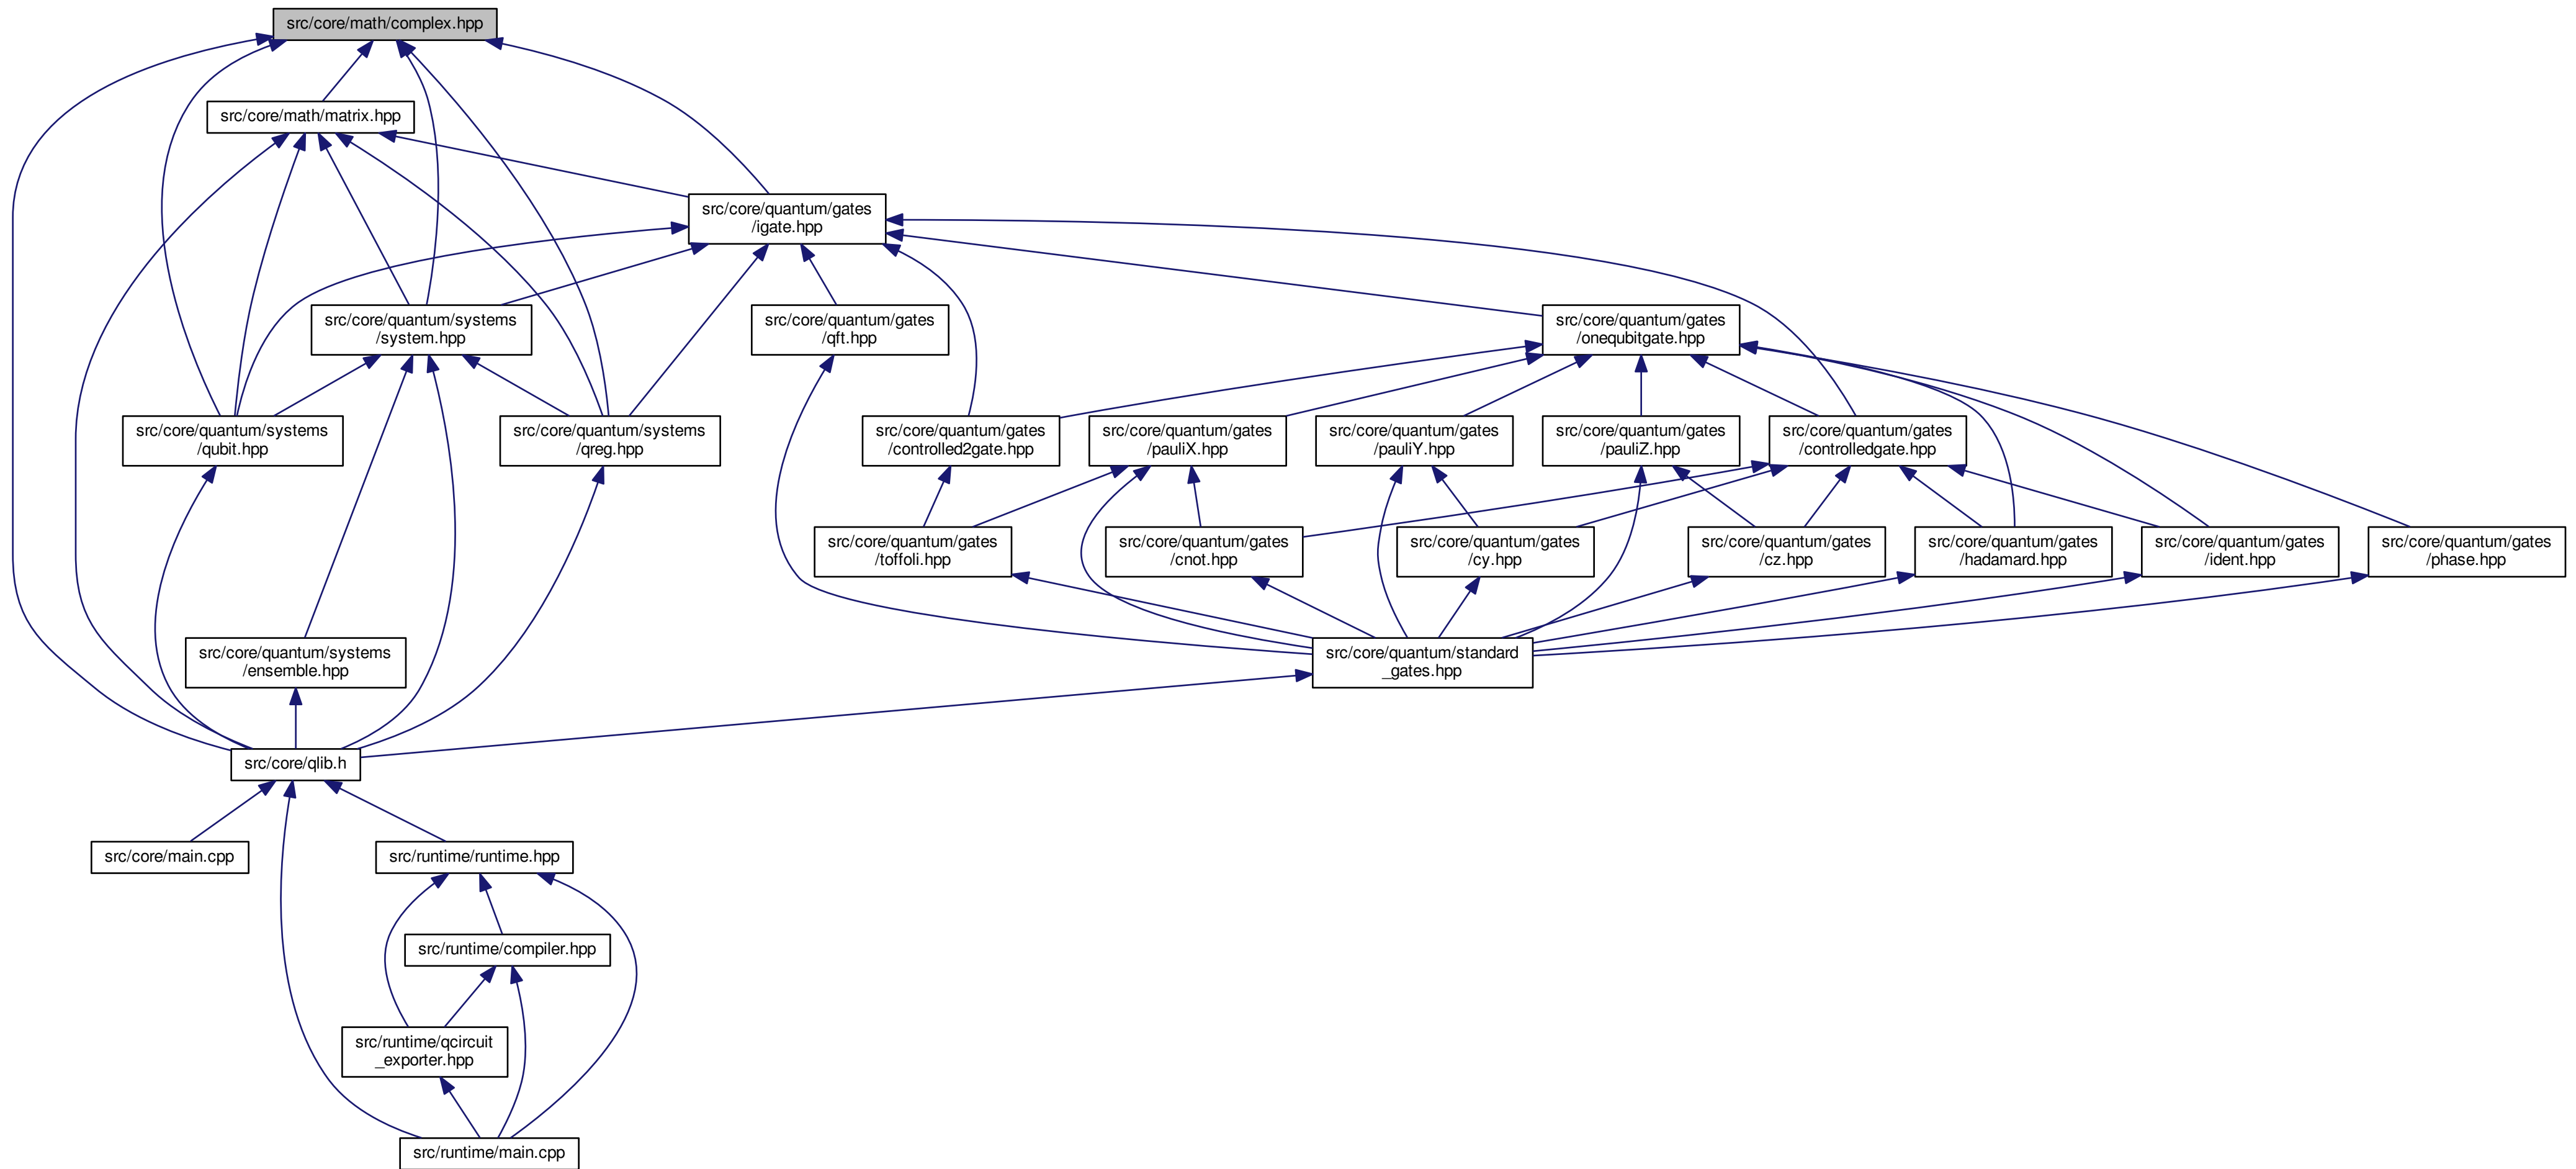 src/core/math/complex.hpp
src/core/math/matrix.hpp
src/core/quantum/gates
/igate.hpp
src/core/quantum/systems
/system.hpp
src/core/quantum/gates
/qft.hpp
src/core/quantum/gates
/onequbitgate.hpp
src/core/quantum/systems
/qubit.hpp
src/core/quantum/systems
/qreg.hpp
src/core/quantum/gates
/controlled2gate.hpp
src/core/quantum/gates
/pauliX.hpp
src/core/quantum/gates
/pauliY.hpp
src/core/quantum/gates
/pauliZ.hpp
src/core/quantum/gates
/controlledgate.hpp
src/core/quantum/gates
/toffoli.hpp
src/core/quantum/gates
/cnot.hpp
src/core/quantum/gates
/cy.hpp
src/core/quantum/gates
/cz.hpp
src/core/quantum/gates
/hadamard.hpp
src/core/quantum/gates
/ident.hpp
src/core/quantum/gates
/phase.hpp
src/core/quantum/systems
/ensemble.hpp
src/core/quantum/standard
_gates.hpp
src/core/qlib.h
src/core/main.cpp
src/runtime/runtime.hpp
src/runtime/compiler.hpp
src/runtime/qcircuit
_exporter.hpp
src/runtime/main.cpp